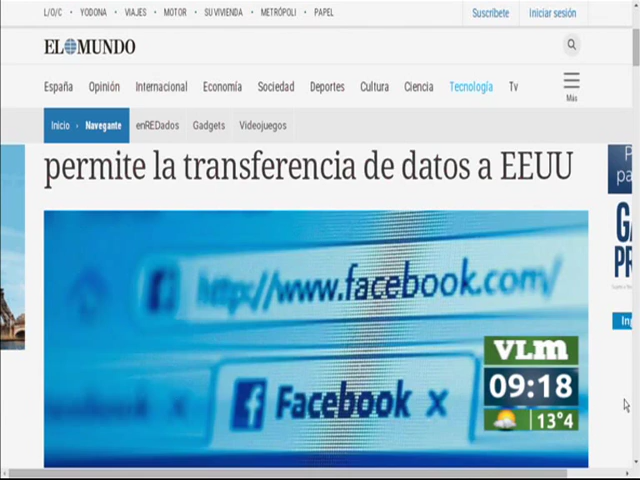 L/O/C • YODONA • VIAJES • MOTOR • SU VIVIENDA • METRÓPOLI • PAPEL
Suscríbete
Iniciar sesión
EL MUNDO
España Opinión Internacional Economía Sociedad Deportes Cultura Ciencia Tecnología Tv
Más
Inicio › Navegante enREDados Gadgets Videojuegos
permite la transferencia de datos a EEUU
http://www.facebook.com/
f Facebook x
VLm
09:18
13°4